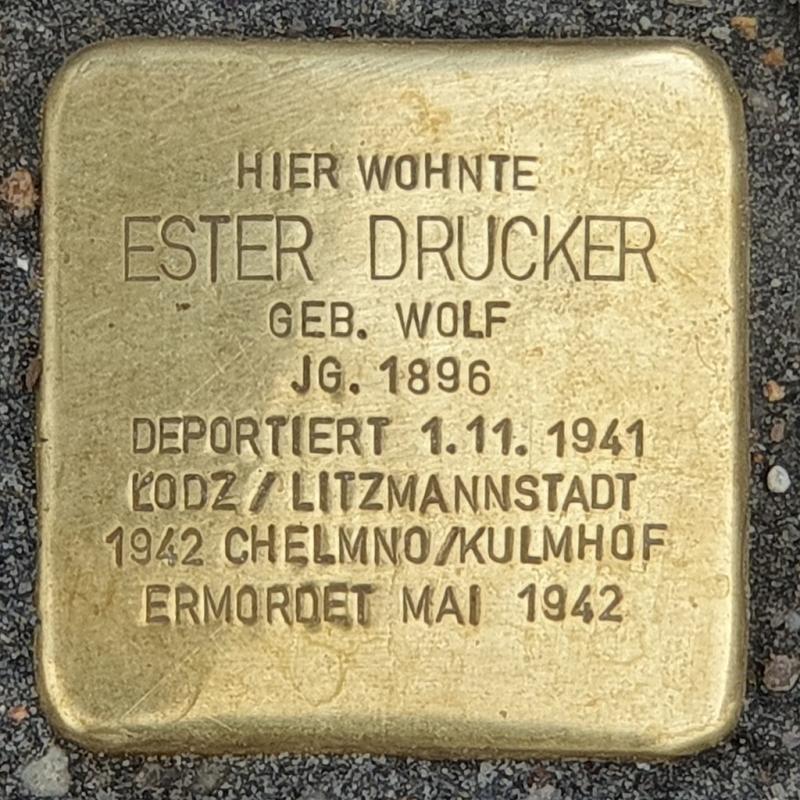 HIER WOHNTE
ESTER DRUCKER
GEB. WOLF
JG. 1896
DEPORTIERT 1.11.1941
ŁODZ / LITZMANNSTADT
1942 CHELMNO/KULMHOF
ERMORDET MAI 1942